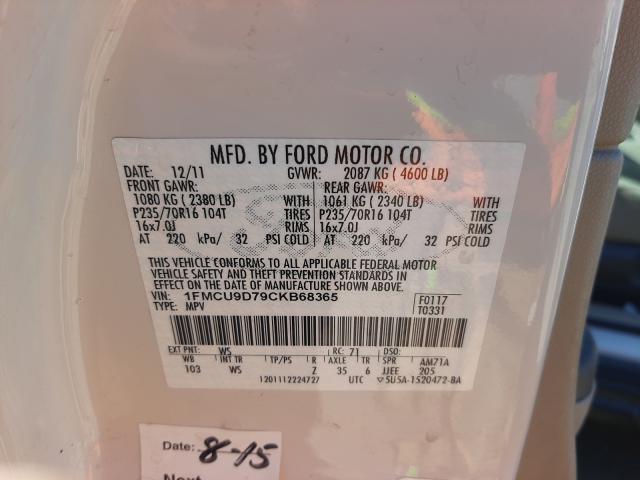 MFD. BY FORD MOTOR CO.
DATE: 12/11 GVWR: 2087 KG (4600 LB)
FRONT GAWR: REAR GAWR:
1080 KG (2380 LB) WITH 1061 KG (2340 LB) WITH
P235/70R16 104T TIRES P235/70R16 104T TIRES
16x7.0J RIMS 16x7.0J RIMS
AT 220 kPa/ 32 PSI COLD AT 220 kPa/ 32 PSI COLD
THIS VEHICLE CONFORMS TO ALL APPLICABLE FEDERAL MOTOR
VEHICLE SAFETY AND THEFT PREVENTION STANDARDS IN
EFFECT ON THE DATE OF MANUFACTURE SHOWN ABOVE.
VIN: 1FMCU9D79CKB68365 F0117
TYPE: MPV T0331
EXT PNT: WS RC: 71 DSO:
WB INT TR TP/PS R AXLE TR SPR AM71A
103 WS Z 35 6 JJEE 205
1201112224727 UTC 5U5A-1520472-BA
Date: 8-15